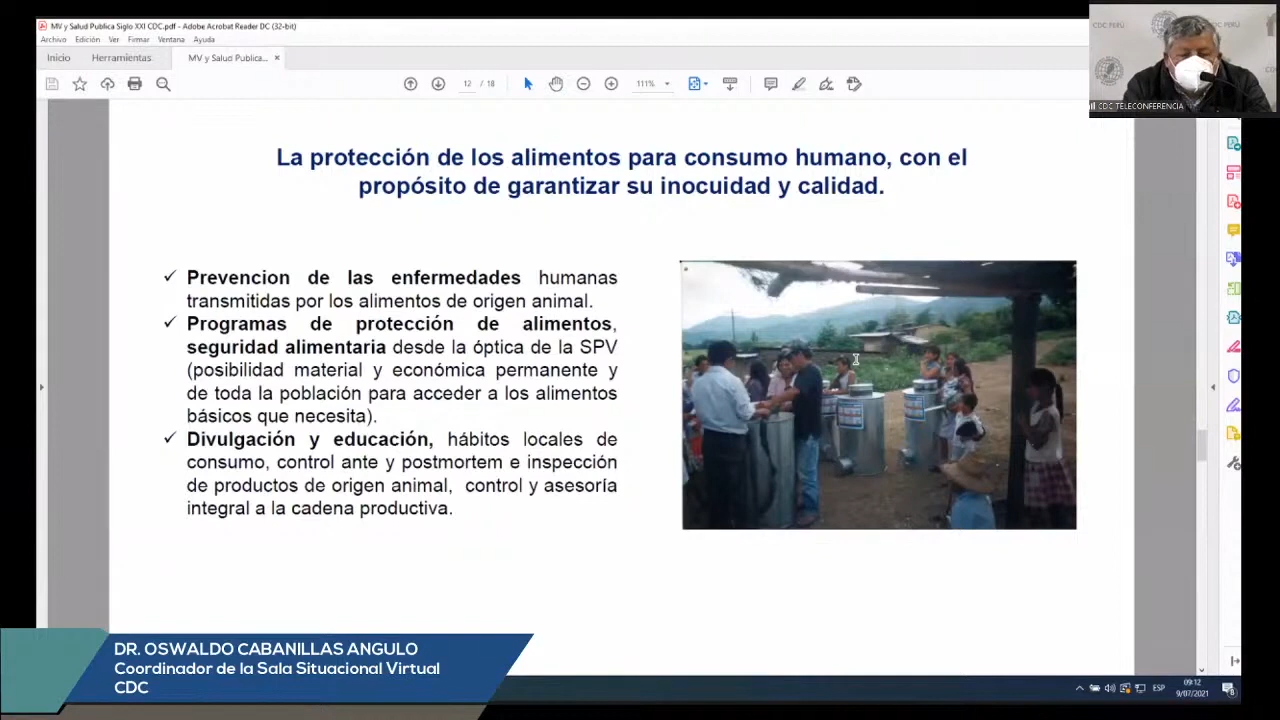 MV y Salud Publica Siglo XXI CDC.pdf - Adobe Acrobat Reader DC (32-bit)
Archivo Edición Ver Firmar Ventana Ayuda
Inicio Herramientas MV y Salud Publica... ×
12 / 18 111%
CDC PERÚ
CDC PERÚ
CDC TELECONFERENCIA
La protección de los alimentos para consumo humano, con el
propósito de garantizar su inocuidad y calidad.
✓ Prevencion de las enfermedades humanas
transmitidas por los alimentos de origen animal.
✓ Programas de protección de alimentos,
seguridad alimentaria desde la óptica de la SPV
(posibilidad material y económica permanente y
de toda la población para acceder a los alimentos
básicos que necesita).
✓ Divulgación y educación, hábitos locales de
consumo, control ante y postmortem e inspección
de productos de origen animal, control y asesoría
integral a la cadena productiva.
DR. OSWALDO CABANILLAS ANGULO
Coordinador de la Sala Situacional Virtual
CDC
ESP
09:12
9/07/2021